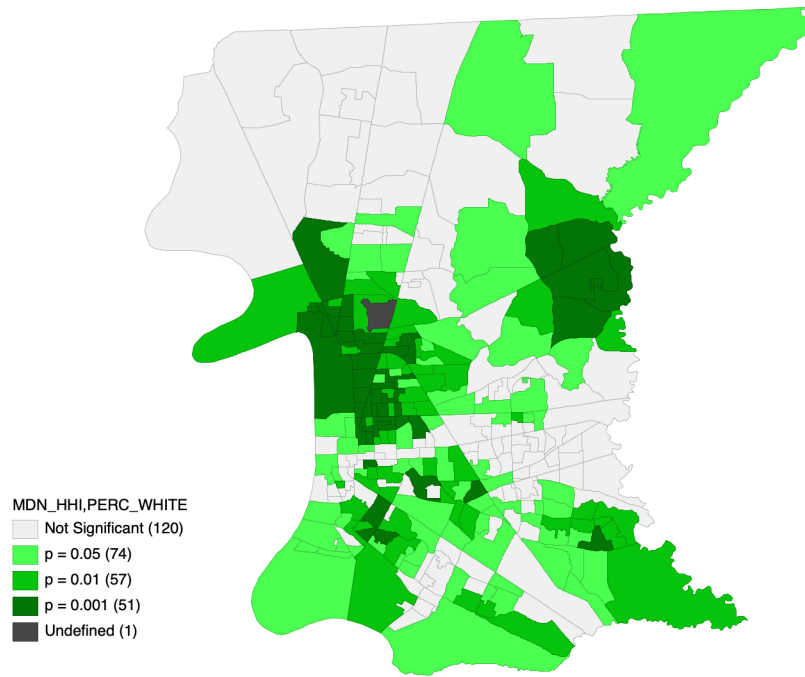 MDN_HHI,PERC_WHITE
Not Significant (120)
p = 0.05 (74)
p = 0.01 (57)
p = 0.001 (51)
Undefined (1)